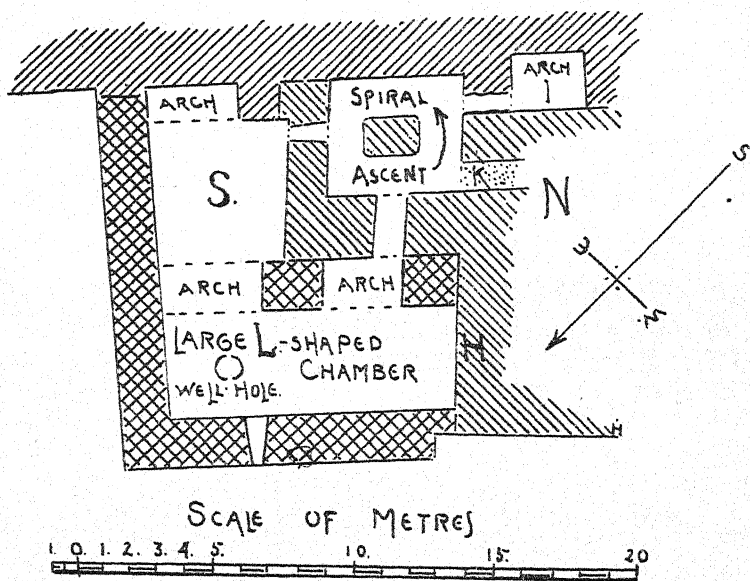 ARCH
SPIRAL
ARCH
ASCENT
K
S.
N
S
E
W.
ARCH
ARCH
LARGE L-SHAPED
CHAMBER
H
WELL-HOLE.
H
SCALE OF METRES
1. 0. 1. 2. 3. 4. 5. 10. 15. 20